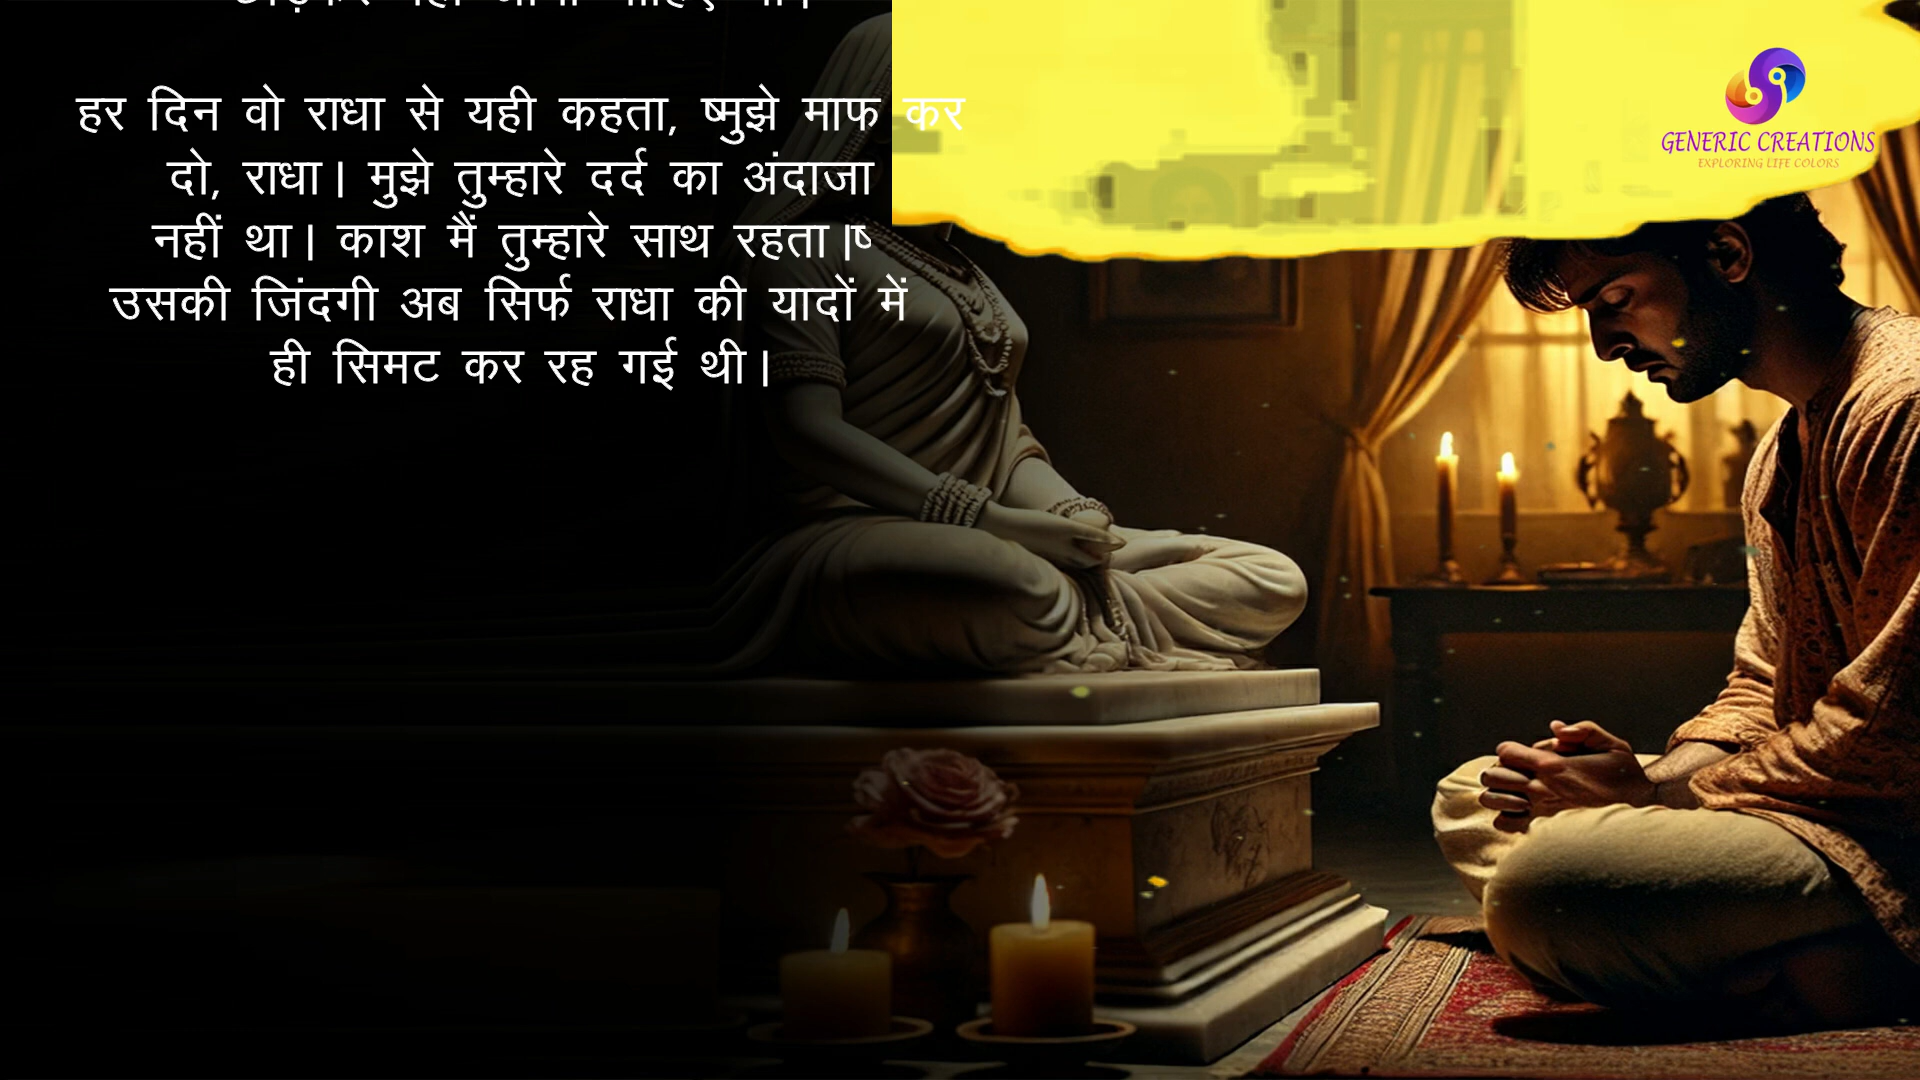 हर दिन वो राधा से यही कहता, ष्मुझे माफ कर
दो, राधा। मुझे तुम्हारे दर्द का अंदाजा
नहीं था। काश मैं तुम्हारे साथ रहता।ष्
उसकी जिंदगी अब सिर्फ राधा की यादों में
ही सिमट कर रह गई थी।
GENERIC CREATIONS
EXPLORING LIFE COLORS